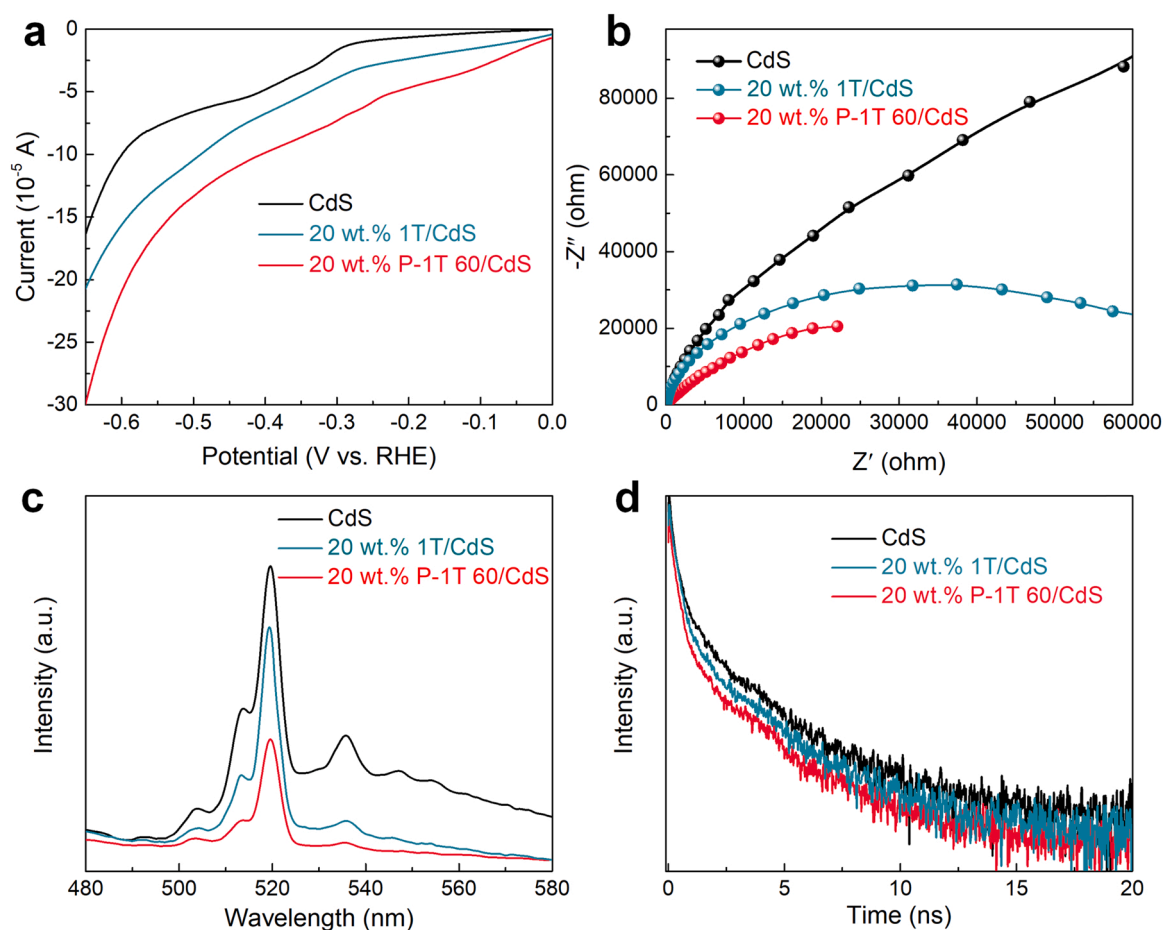 a
0
-5
-10
-15
-20
-25
-30
Current (10⁻⁵ A)
-0.6
-0.5
-0.4
-0.3
-0.2
-0.1
0.0
Potential (V vs. RHE)
CdS
20 wt.% 1T/CdS
20 wt.% P-1T 60/CdS
b
80000
60000
40000
20000
0
-Z″ (ohm)
0
10000
20000
30000
40000
50000
60000
Z′ (ohm)
CdS
20 wt.% 1T/CdS
20 wt.% P-1T 60/CdS
c
Intensity (a.u.)
480
500
520
540
560
580
Wavelength (nm)
CdS
20 wt.% 1T/CdS
20 wt.% P-1T 60/CdS
d
Intensity (a.u.)
0
5
10
15
20
Time (ns)
CdS
20 wt.% 1T/CdS
20 wt.% P-1T 60/CdS